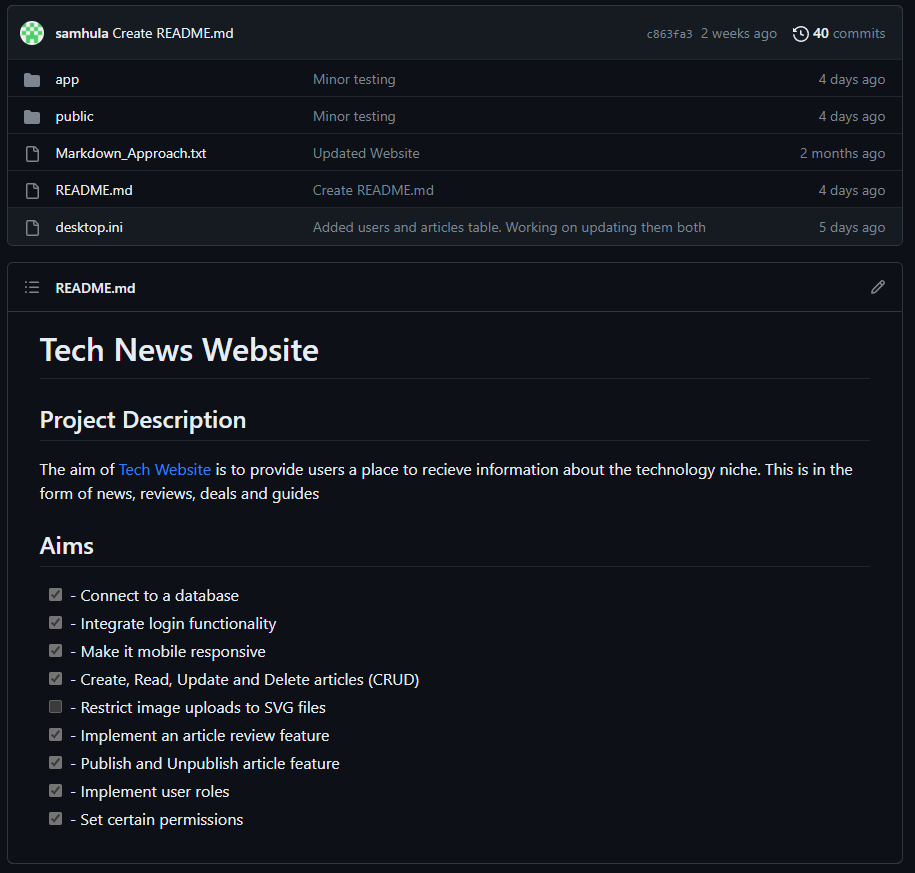 samhula Create README.md c863fa3 2 weeks ago 40 commits
app Minor testing 4 days ago
public Minor testing 4 days ago
Markdown_Approach.txt Updated Website 2 months ago
README.md Create README.md 4 days ago
desktop.ini Added users and articles table. Working on updating them both 5 days ago
README.md
Tech News Website
Project Description
The aim of Tech Website is to provide users a place to recieve information about the technology niche. This is in the
form of news, reviews, deals and guides
Aims
- Connect to a database
- Integrate login functionality
- Make it mobile responsive
- Create, Read, Update and Delete articles (CRUD)
- Restrict image uploads to SVG files
- Implement an article review feature
- Publish and Unpublish article feature
- Implement user roles
- Set certain permissions